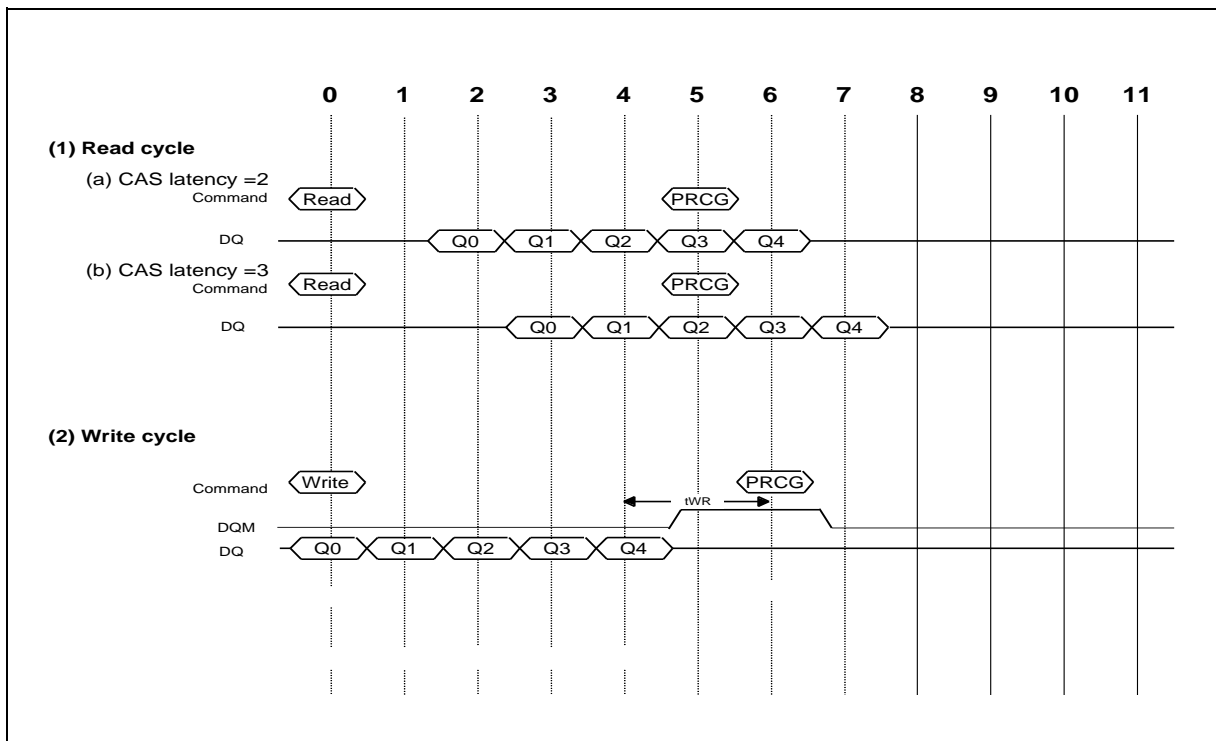 0 1 2 3 4 5 6 7 8 9 10 11
(1) Read cycle
(a) CAS latency =2
Command Read PRCG
DQ Q0 Q1 Q2 Q3 Q4
(b) CAS latency =3
Command Read PRCG
DQ Q0 Q1 Q2 Q3 Q4
(2) Write cycle
Command Write PRCG
tWR
DQM
DQ Q0 Q1 Q2 Q3 Q4